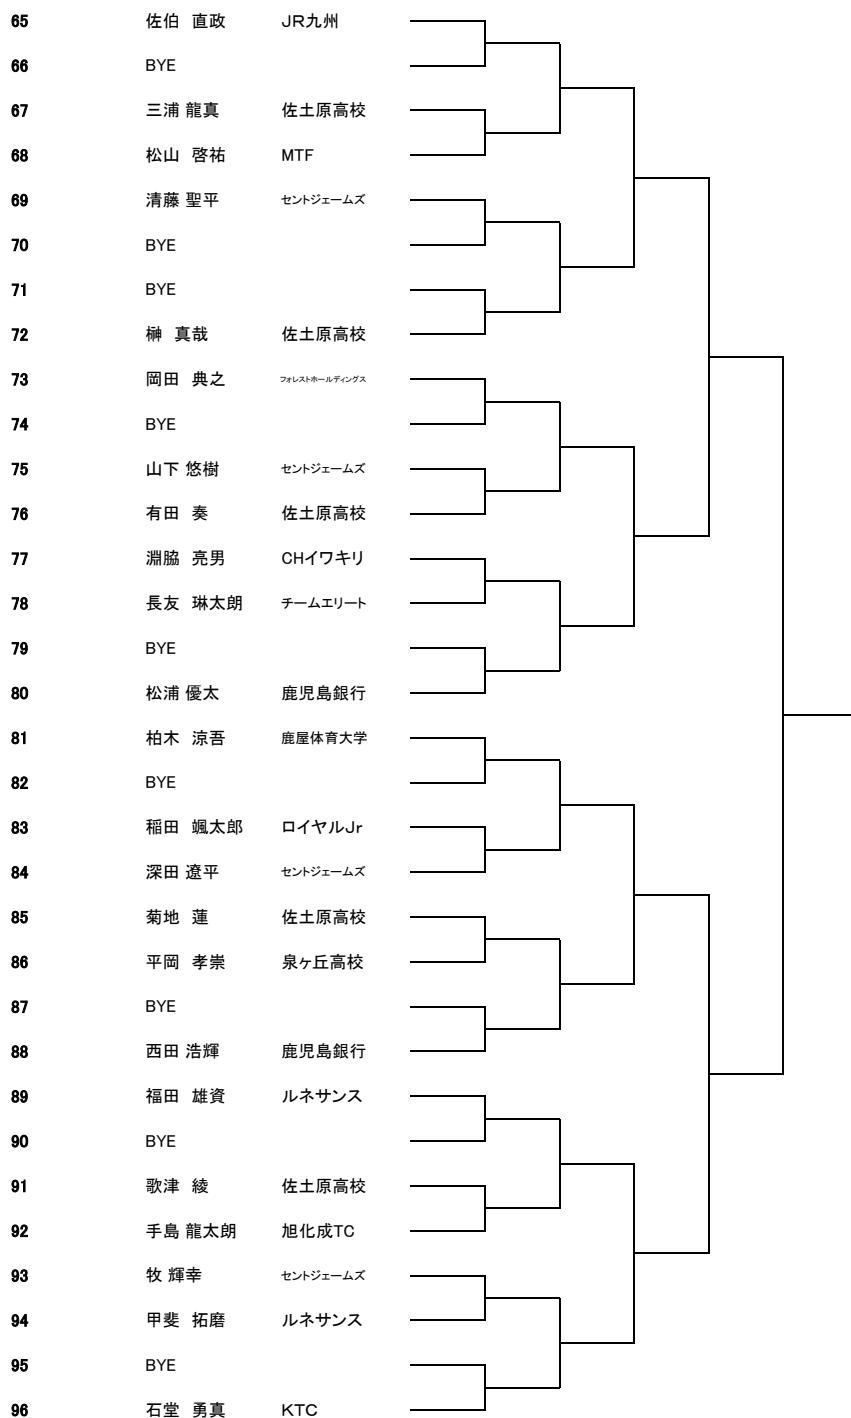 65 佐伯 直政 JR九州
66 BYE
67 三浦 龍真 佐土原高校
68 松山 啓祐 MTF
69 清藤 聖平 セントジェームズ
70 BYE
71 BYE
72 榊 真哉 佐土原高校
73 岡田 典之 フォレストホールディングス
74 BYE
75 山下 悠樹 セントジェームズ
76 有田 奏 佐土原高校
77 淵脇 亮男 CHイワキリ
78 長友 琳太朗 チームエリート
79 BYE
80 松浦 優太 鹿児島銀行
81 柏木 涼吾 鹿屋体育大学
82 BYE
83 稲田 颯太郎 ロイヤルJr
84 深田 遼平 セントジェームズ
85 菊地 蓮 佐土原高校
86 平岡 孝崇 泉ヶ丘高校
87 BYE
88 西田 浩輝 鹿児島銀行
89 福田 雄資 ルネサンス
90 BYE
91 歌津 綾 佐土原高校
92 手島 龍太朗 旭化成TC
93 牧 輝幸 セントジェームズ
94 甲斐 拓磨 ルネサンス
95 BYE
96 石堂 勇真 KTC